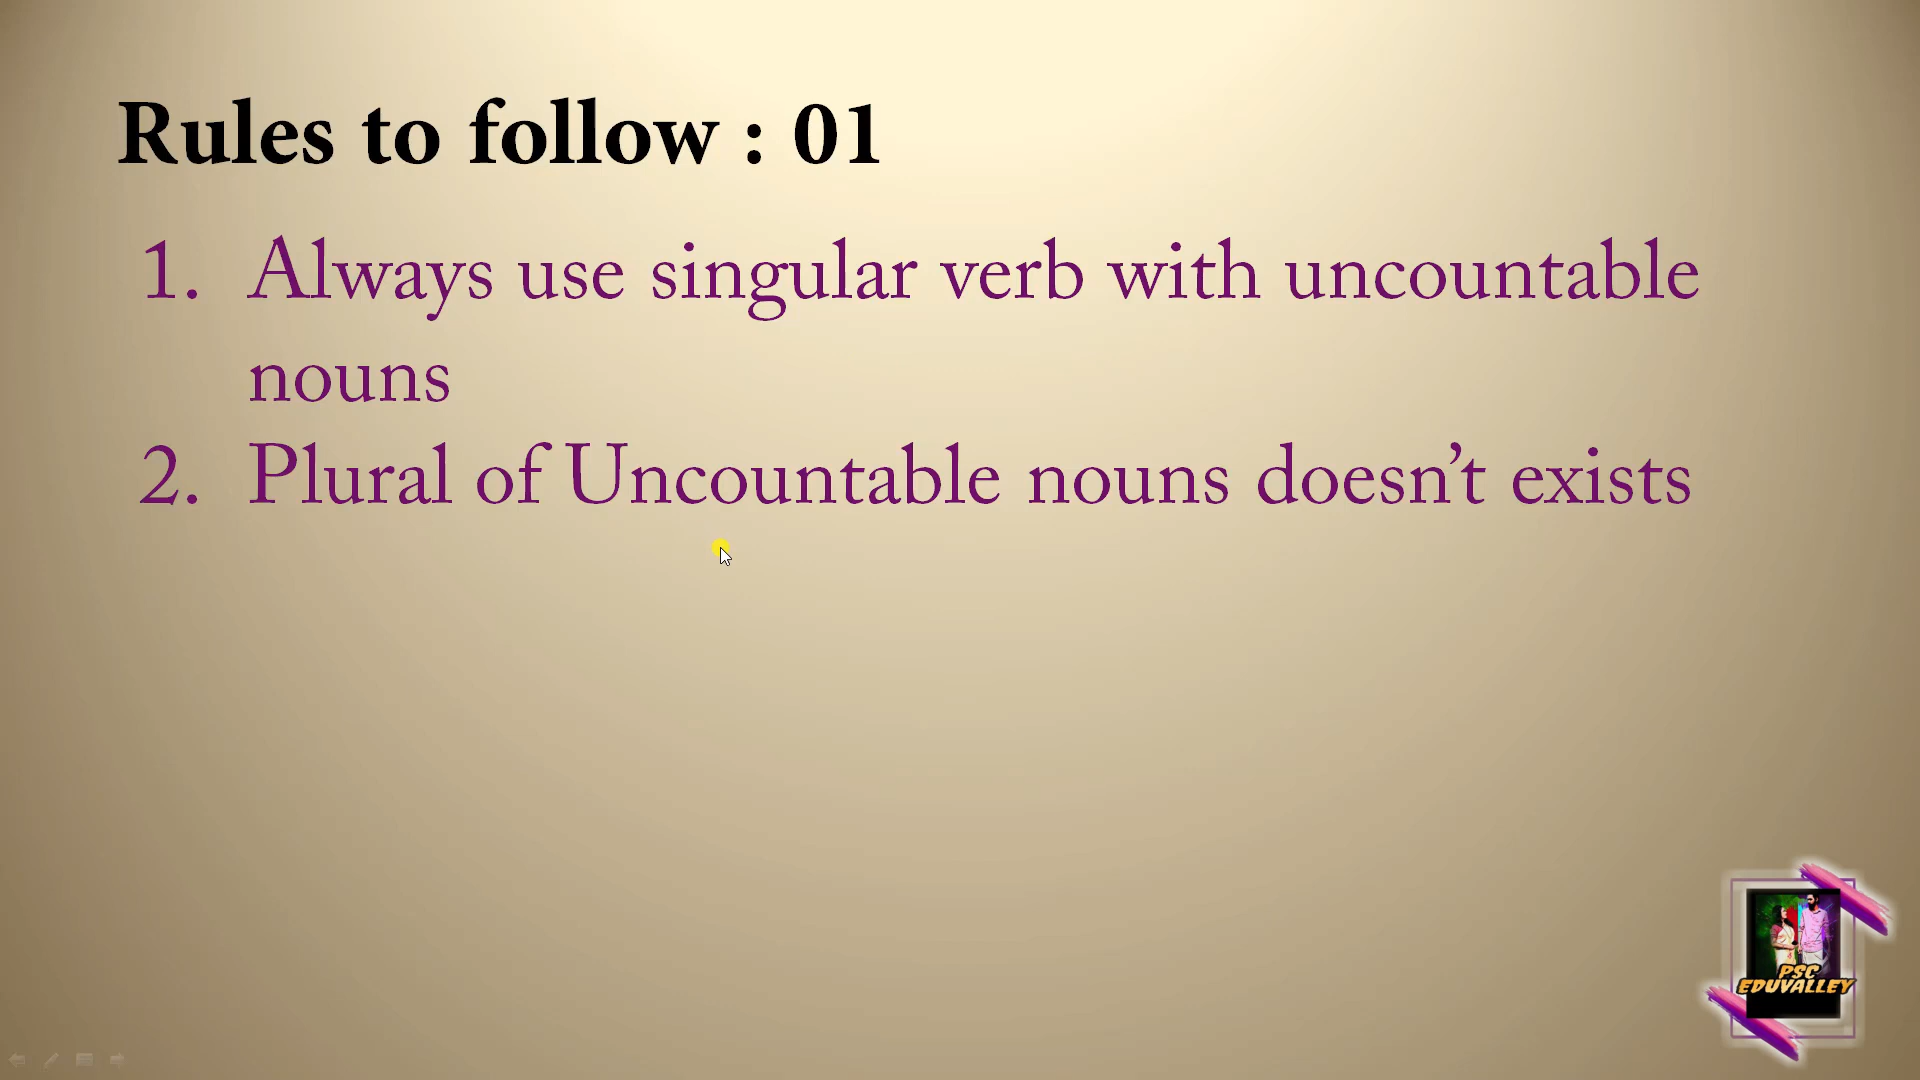 Rules to follow : 01
1. Always use singular verb with uncountable
nouns
2. Plural of Uncountable nouns doesn’t exists
PSC
EDUVALLEY